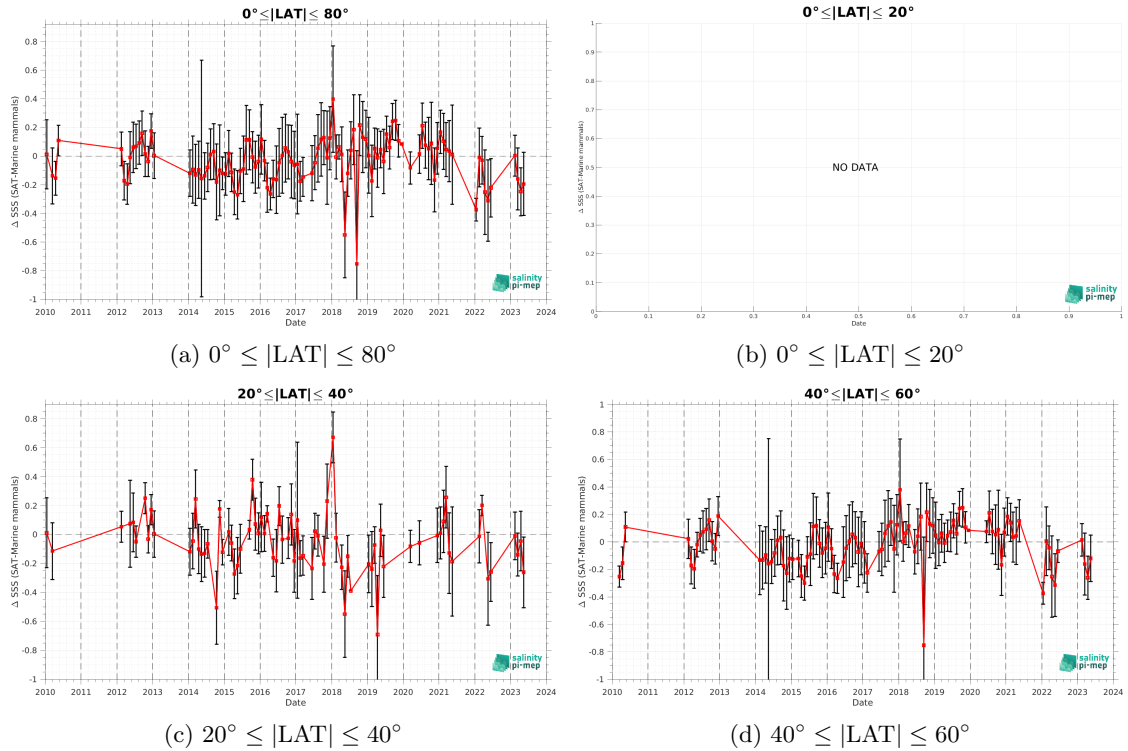 0°≤|LAT|≤ 80°
Δ SSS (SAT-Marine mammals)
0.8
0.6
0.4
0.2
0
-0.2
-0.4
-0.6
-0.8
-1
2010 2011 2012 2013 2014 2015 2016 2017 2018 2019 2020 2021 2022 2023 2024
Date
salinity
pi-mep
(a) 0° ≤ |LAT| ≤ 80°
0°≤|LAT|≤ 20°
Δ SSS (SAT-Marine mammals)
1
0.9
0.8
0.7
0.6
0.5
0.4
0.3
0.2
0.1
0
NO DATA
0 0.1 0.2 0.3 0.4 0.5 0.6 0.7 0.8 0.9 1
Date
salinity
pi-mep
(b) 0° ≤ |LAT| ≤ 20°
20°≤|LAT|≤ 40°
Δ SSS (SAT-Marine mammals)
0.8
0.6
0.4
0.2
0
-0.2
-0.4
-0.6
-0.8
-1
2010 2011 2012 2013 2014 2015 2016 2017 2018 2019 2020 2021 2022 2023 2024
Date
salinity
pi-mep
(c) 20° ≤ |LAT| ≤ 40°
40°≤|LAT|≤ 60°
Δ SSS (SAT-Marine mammals)
1
0.8
0.6
0.4
0.2
0
-0.2
-0.4
-0.6
-0.8
-1
2010 2011 2012 2013 2014 2015 2016 2017 2018 2019 2020 2021 2022 2023 2024
Date
salinity
pi-mep
(d) 40° ≤ |LAT| ≤ 60°